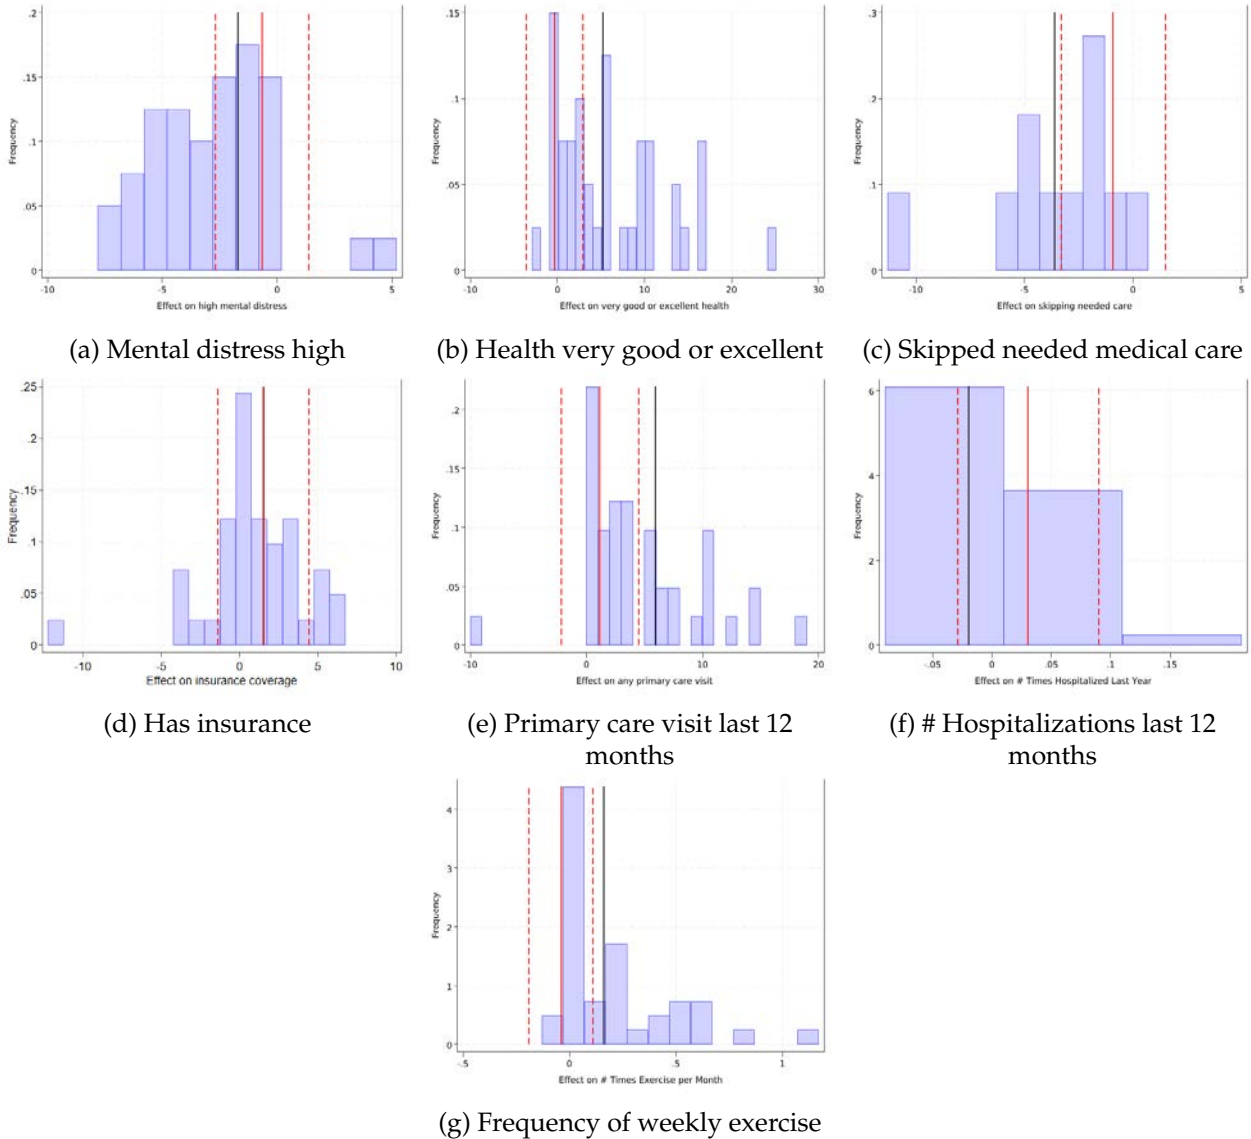 .2
.15
.1
.05
0
Frequency
-10 -5 0 5
Effect on high mental distress
(a) Mental distress high
.15
.1
.05
0
Frequency
-10 0 10 20 30
Effect on very good or excellent health
(b) Health very good or excellent
.3
.2
.1
0
Frequency
-10 -5 0 5
Effect on skipping needed care
(c) Skipped needed medical care
.25
.2
.15
.1
.05
0
Frequency
-10 -5 0 5 10
Effect on insurance coverage
(d) Has insurance
.2
.15
.1
.05
0
Frequency
-10 0 10 20
Effect on any primary care visit
(e) Primary care visit last 12
months
6
4
2
0
Frequency
-.05 0 .05 .1 .15
Effect on # Times Hospitalized Last Year
(f) # Hospitalizations last 12
months
4
3
2
1
0
Frequency
-.5 0 .5 1
Effect on # Times Exercise per Month
(g) Frequency of weekly exercise